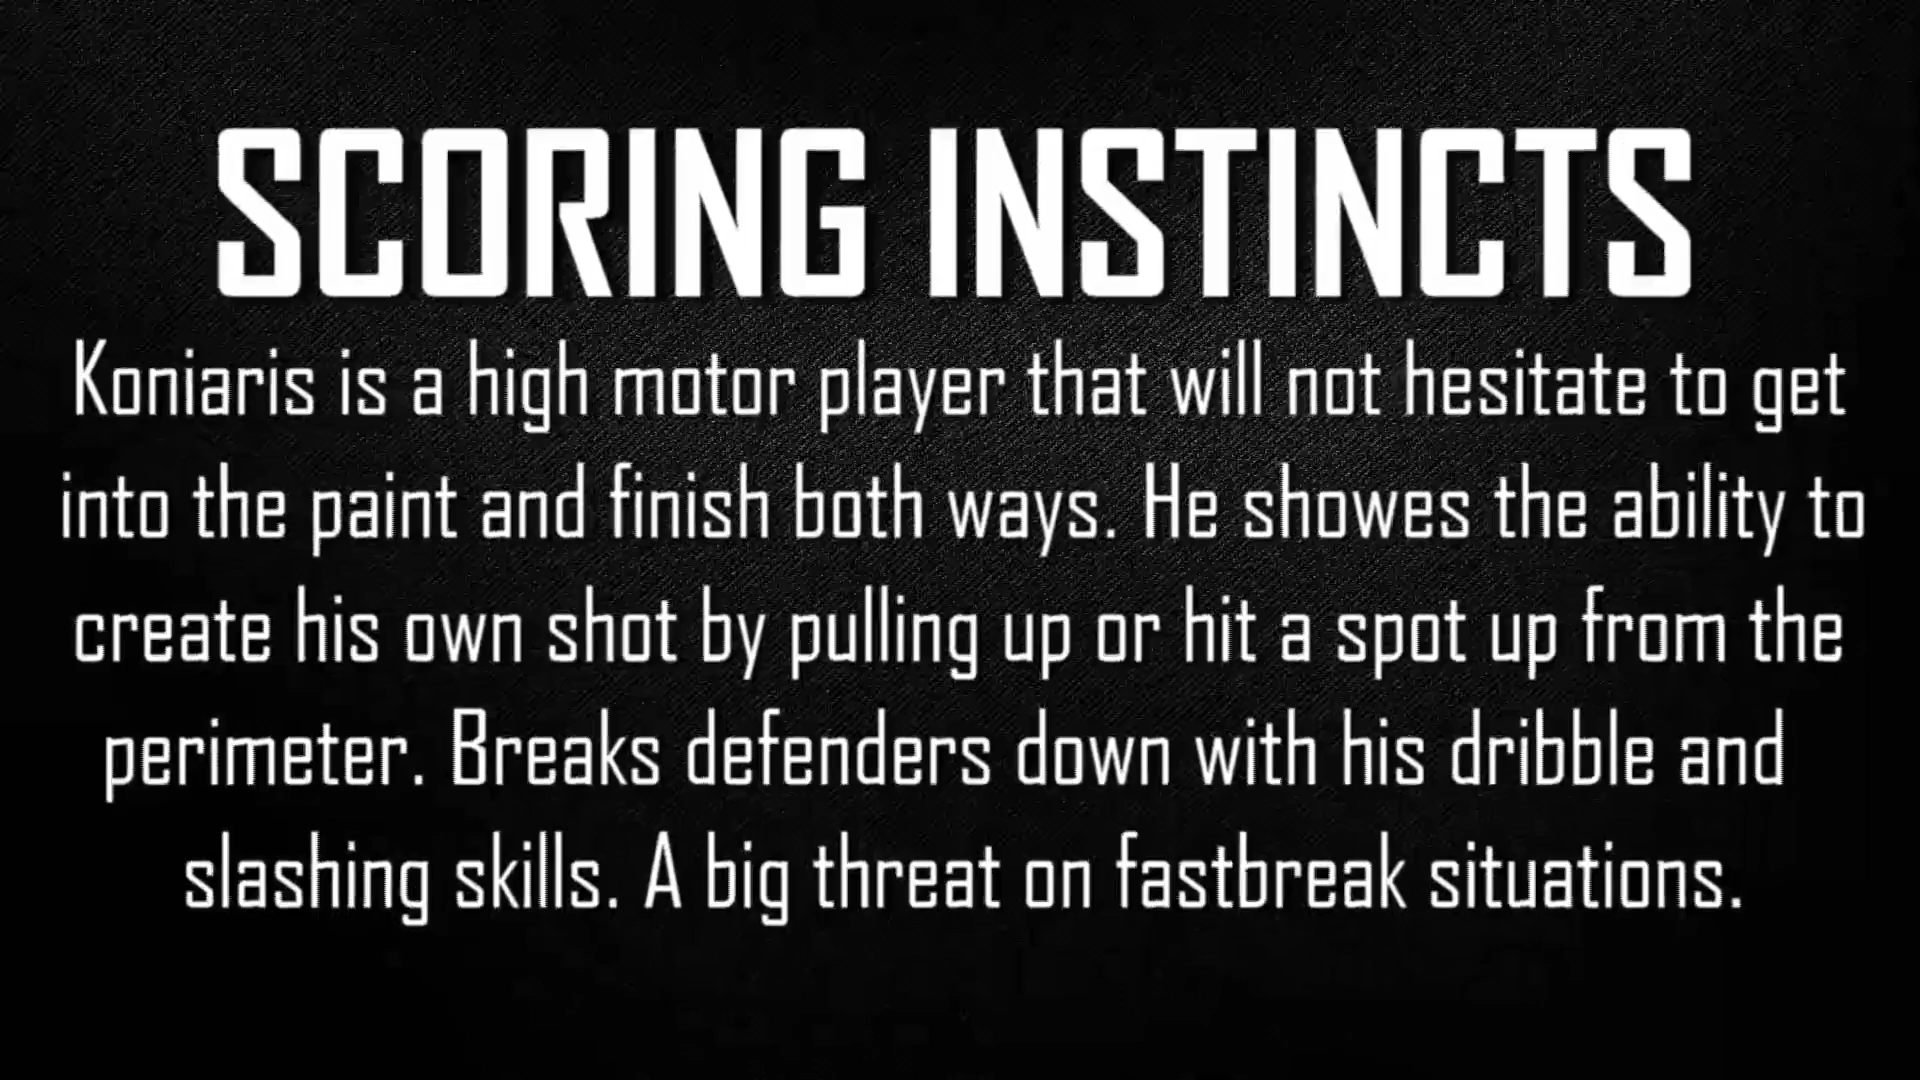 SCORING INSTINCTS
Koniaris is a high motor player that will not hesitate to get
into the paint and finish both ways. He showes the ability to
create his own shot by pulling up or hit a spot up from the
perimeter. Breaks defenders down with his dribble and
slashing skills. A big threat on fastbreak situations.